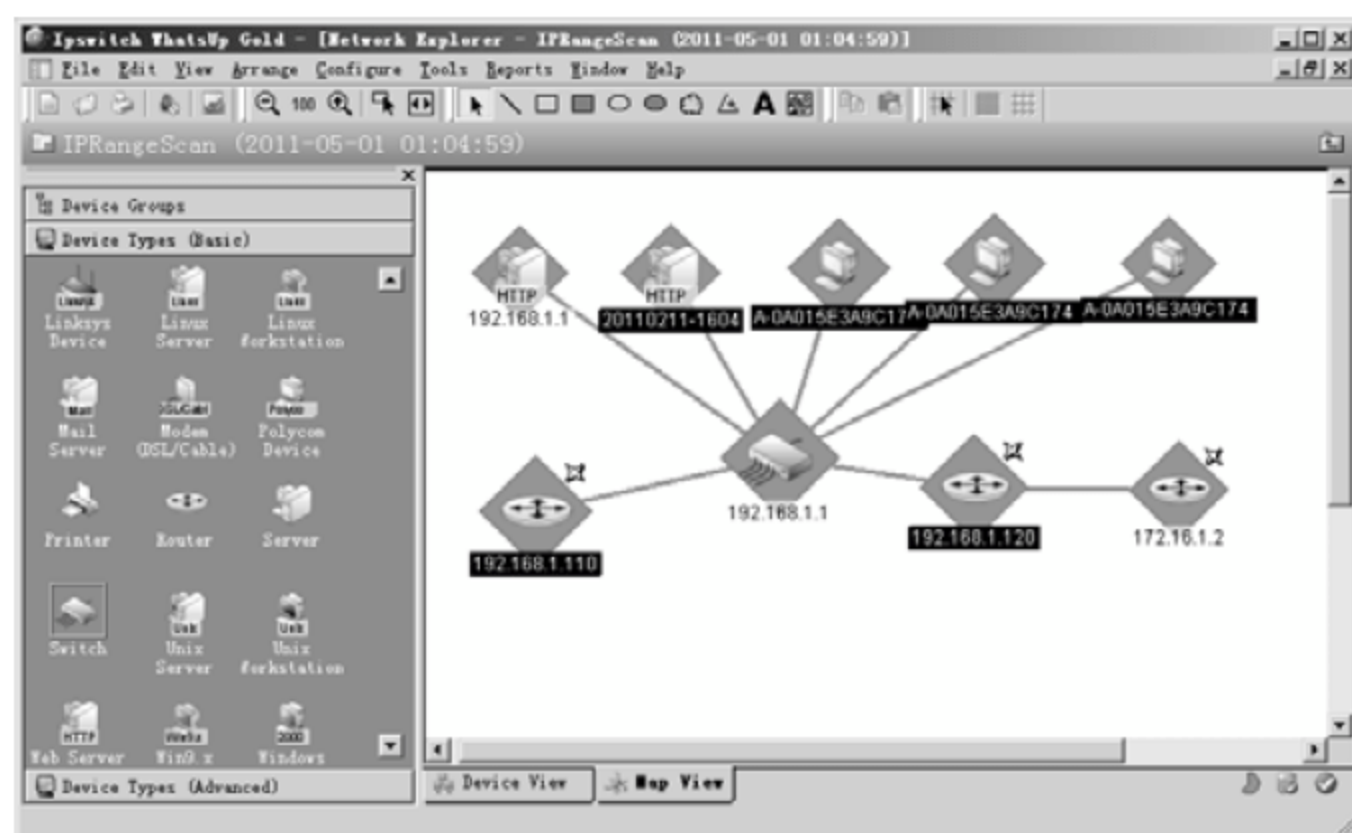 Ipswitch WhatsUp Gold - [Network Explorer - IPRangeScan (2011-05-01 01:04:59)]
File Edit View Arrange Configure Tools Reports Window Help
100
A
IPRangeScan (2011-05-01 01:04:59)
Device Groups
Device Types (Basic)
Linksys Device
Linux Server
Linux Workstation
Mail Server
Modem (DSL/Cable)
Polycom Device
Printer
Router
Server
Switch
Unix Server
Unix Workstation
HTTP
Web Server
Win9.x
2000
Windows
Device Types (Advanced)
HTTP
192.168.1.1
HTTP
20110211-1604
A-0A015E3A9C17
A-0A015E3A9C174
A-0A015E3A9C174
192.168.1.110
192.168.1.1
192.168.1.120
172.16.1.2
Device View
Map View